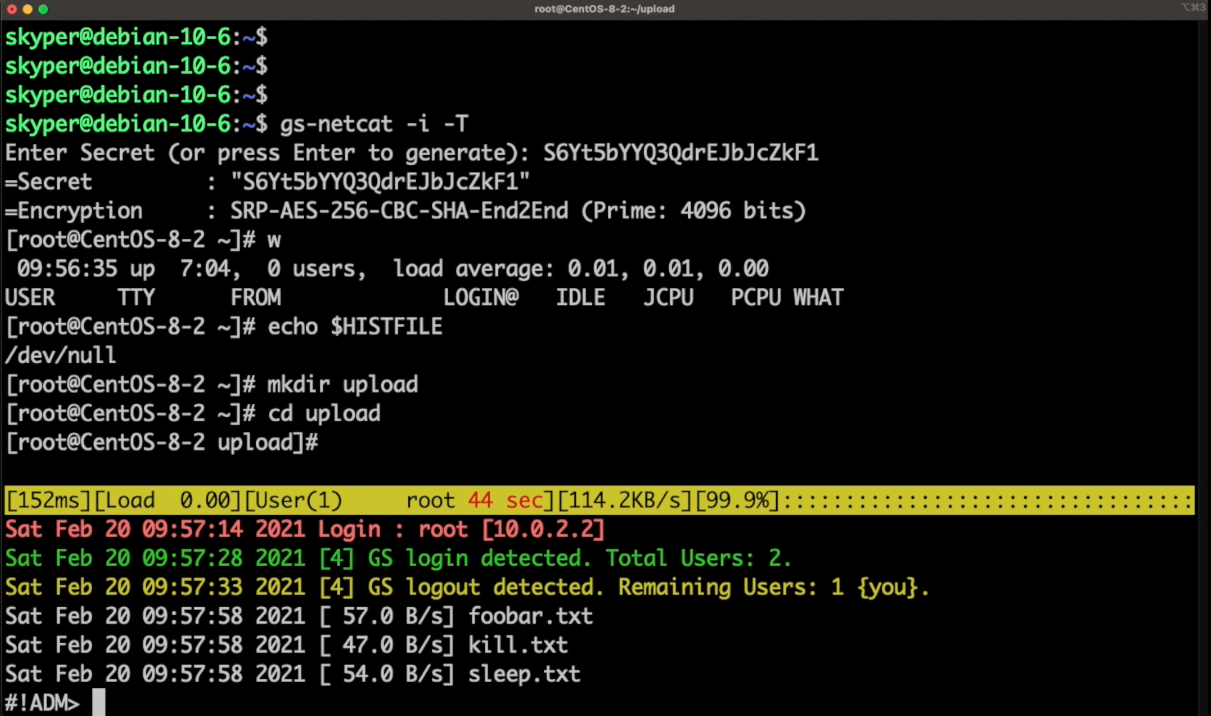 root@CentOS-8-2:~/upload
⌥⌘3
skyper@debian-10-6:~$
skyper@debian-10-6:~$
skyper@debian-10-6:~$
skyper@debian-10-6:~$ gs-netcat -i -T
Enter Secret (or press Enter to generate): S6Yt5bYYQ3QdrEJbJcZkF1
=Secret         : "S6Yt5bYYQ3QdrEJbJcZkF1"
=Encryption     : SRP-AES-256-CBC-SHA-End2End (Prime: 4096 bits)
[root@CentOS-8-2 ~]# w
 09:56:35 up  7:04,  0 users,  load average: 0.01, 0.01, 0.00
USER     TTY      FROM             LOGIN@   IDLE   JCPU   PCPU WHAT
[root@CentOS-8-2 ~]# echo $HISTFILE
/dev/null
[root@CentOS-8-2 ~]# mkdir upload
[root@CentOS-8-2 ~]# cd upload
[root@CentOS-8-2 upload]#
[152ms][Load  0.00][User(1)     root 44 sec][114.2KB/s][99.9%]:::::::::::::::::::::::::::::::::
Sat Feb 20 09:57:14 2021 Login : root [10.0.2.2]
Sat Feb 20 09:57:28 2021 [4] GS login detected. Total Users: 2.
Sat Feb 20 09:57:33 2021 [4] GS logout detected. Remaining Users: 1 {you}.
Sat Feb 20 09:57:58 2021 [ 57.0 B/s] foobar.txt
Sat Feb 20 09:57:58 2021 [ 47.0 B/s] kill.txt
Sat Feb 20 09:57:58 2021 [ 54.0 B/s] sleep.txt
#!ADM>